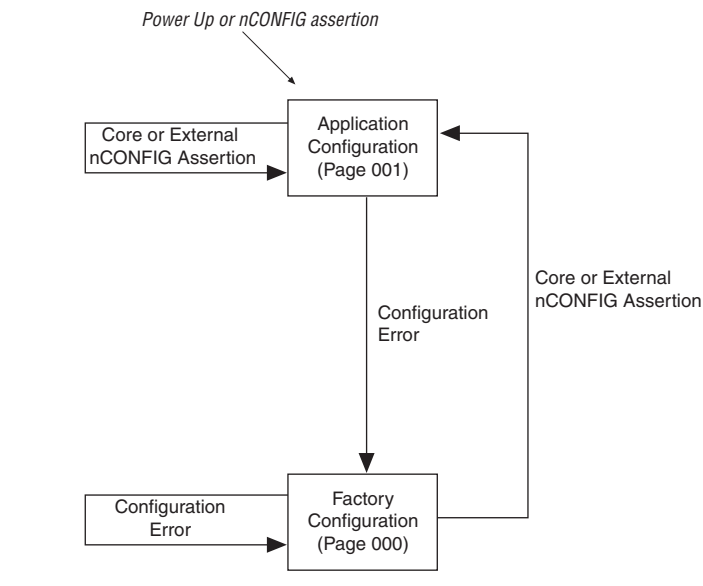 Power Up or nCONFIG assertion
Application
Configuration
(Page 001)
Core or External
nCONFIG Assertion
Core or External
nCONFIG Assertion
Configuration
Error
Factory
Configuration
(Page 000)
Configuration
Error